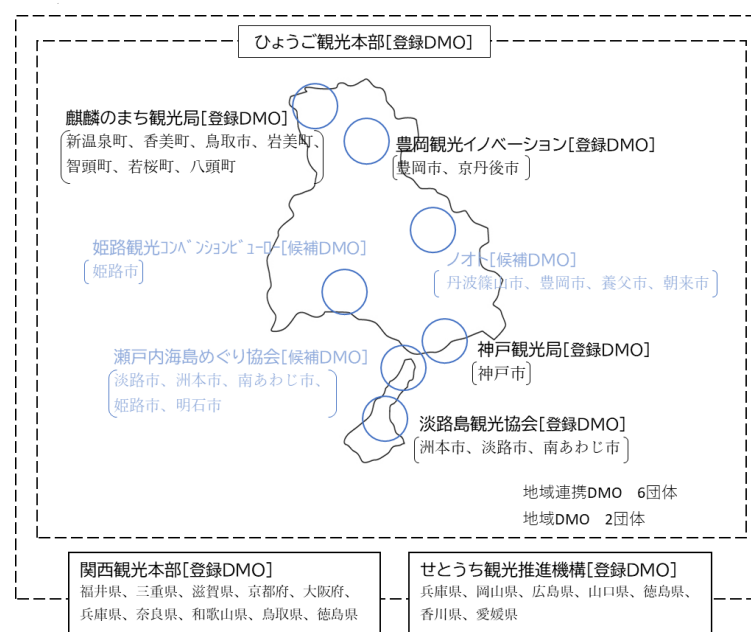 ひょうご観光本部[登録DMO]
麒麟のまち観光局[登録DMO]
新温泉町、香美町、鳥取市、岩美町、
智頭町、若桜町、八頭町
豊岡観光イノベーション[登録DMO]
豊岡市、京丹後市
姫路観光ｺﾝﾍﾞﾝｼｮﾝﾋﾞｭｰﾛｰ[候補DMO]
姫路市
ノオト[候補DMO]
丹波篠山市、豊岡市、養父市、朝来市
瀬戸内海島めぐり協会[候補DMO]
淡路市、洲本市、南あわじ市、
姫路市、明石市
神戸観光局[登録DMO]
神戸市
淡路島観光協会[登録DMO]
洲本市、淡路市、南あわじ市
地域連携DMO　6団体
地域DMO　2団体
関西観光本部[登録DMO]
福井県、三重県、滋賀県、京都府、大阪府、
兵庫県、奈良県、和歌山県、鳥取県、徳島県
せとうち観光推進機構[登録DMO]
兵庫県、岡山県、広島県、山口県、徳島県、
香川県、愛媛県